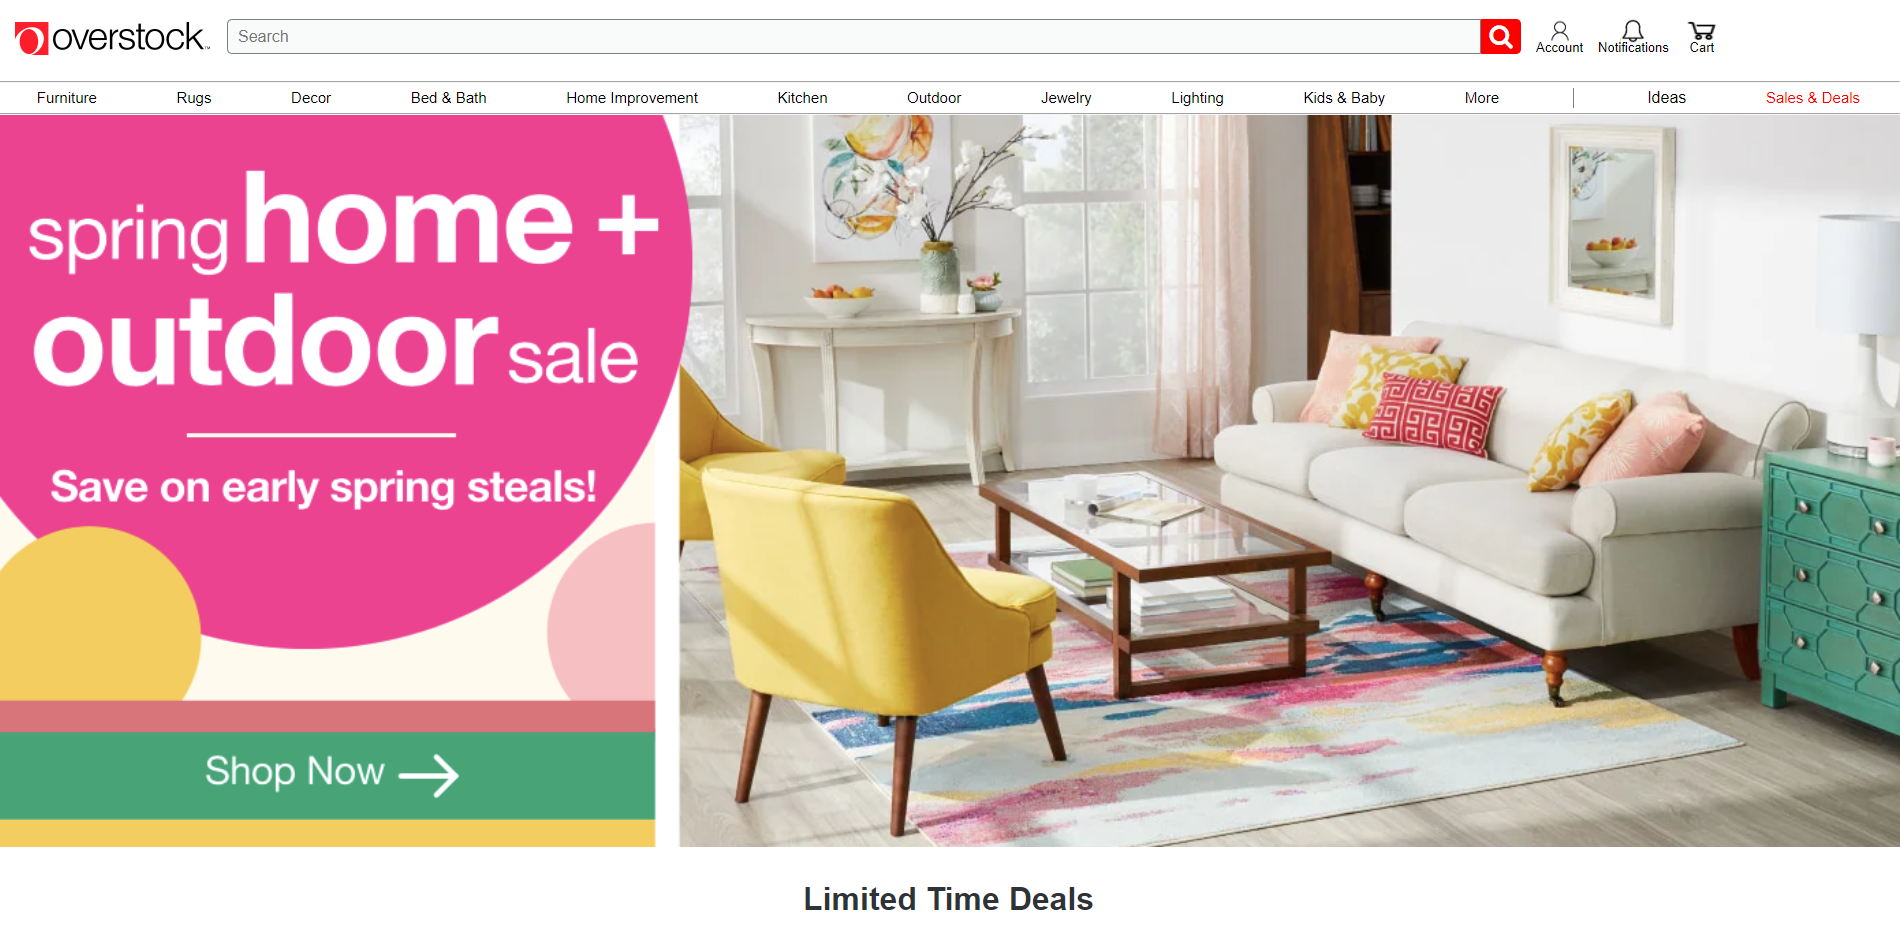 overstock™
Search
Account
Notifications
Cart
Furniture
Rugs
Decor
Bed & Bath
Home Improvement
Kitchen
Outdoor
Jewelry
Lighting
Kids & Baby
More
Ideas
Sales & Deals
spring home +
outdoor sale
Save on early spring steals!
Shop Now
Limited Time Deals